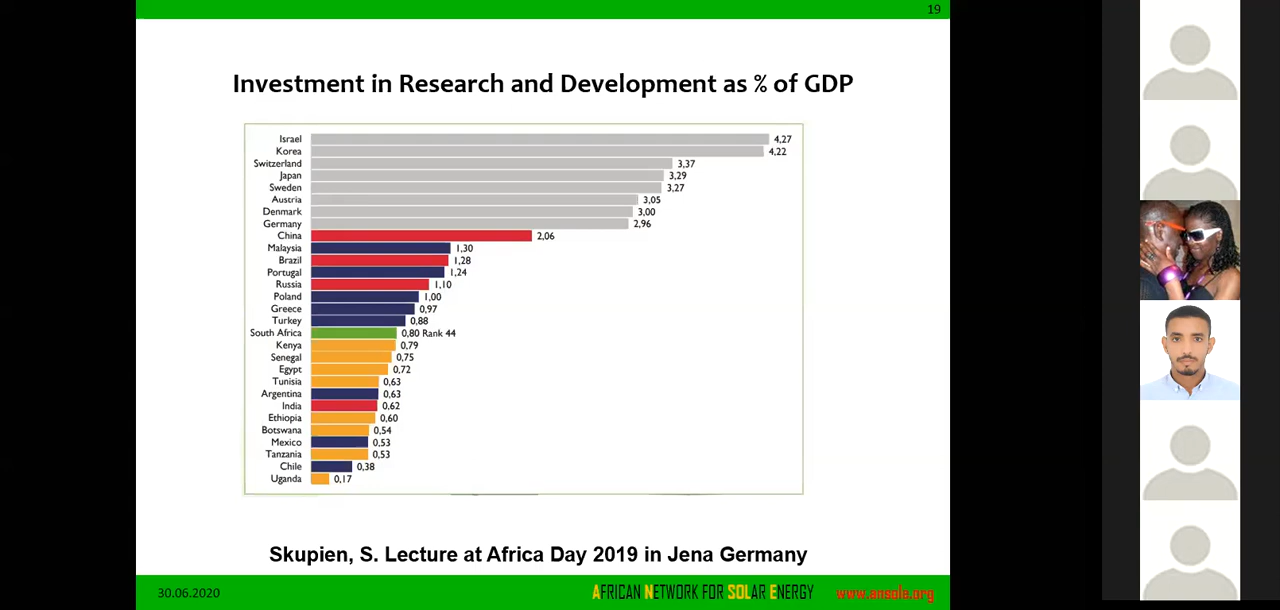 19
Investment in Research and Development as % of GDP
Israel 4,27
Korea 4,22
Switzerland 3,37
Japan 3,29
Sweden 3,27
Austria 3,05
Denmark 3,00
Germany 2,96
China 2,06
Malaysia 1,30
Brazil 1,28
Portugal 1,24
Russia 1,10
Poland 1,00
Greece 0,97
Turkey 0,88
South Africa 0,80 Rank 44
Kenya 0,79
Senegal 0,75
Egypt 0,72
Tunisia 0,63
Argentina 0,63
India 0,62
Ethiopia 0,60
Botswana 0,54
Mexico 0,53
Tanzania 0,53
Chile 0,38
Uganda 0,17
Skupien, S. Lecture at Africa Day 2019 in Jena Germany
30.06.2020 AFRICAN NETWORK FOR SOLAR ENERGY www.ansole.org